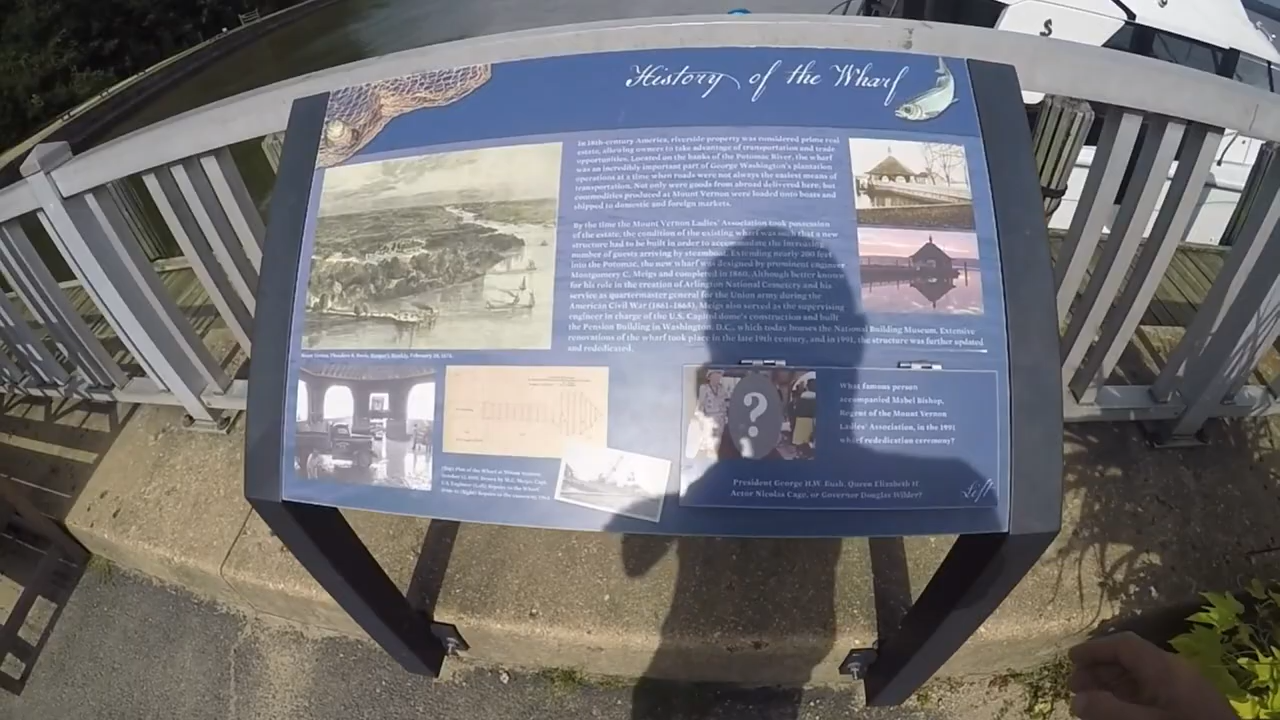 History of the Wharf
In 18th-century America, riverside property was considered prime real
estate, allowing owners to take advantage of transportation and trade
opportunities. Located on the banks of the Potomac River, the wharf
was an incredibly important part of George Washington's plantation
operations at a time when roads were not always the easiest means of
transportation. Not only were goods from abroad delivered here, but
commodities produced at Mount Vernon were loaded onto boats and
shipped to domestic and foreign markets.
By the time the Mount Vernon Ladies' Association took possession
of the estate, the condition of the existing wharf was such that a new
structure had to be built in order to accommodate the increasing
number of guests arriving by steamboat. Extending nearly 200 feet
into the Potomac, the new wharf was designed by prominent engineer
Montgomery C. Meigs and completed in 1860. Although better known
for his role in the creation of Arlington National Cemetery and his
service as quartermaster general for the Union army during the
American Civil War (1861-1865), Meigs also served as the supervising
engineer in charge of the U.S. Capitol dome's construction and built
the Pension Building in Washington, D.C., which today houses the National Building Museum. Extensive
renovations of the wharf took place in the late 19th century, and in 1991, the structure was further updated
and rededicated.
?
What famous person
accompanied Mabel Bishop,
Regent of the Mount Vernon
Ladies' Association, in the 1991
wharf rededication ceremony?
President George H.W. Bush, Queen Elizabeth II
Actor Nicolas Cage, or Governor Douglas Wilder?
Lift